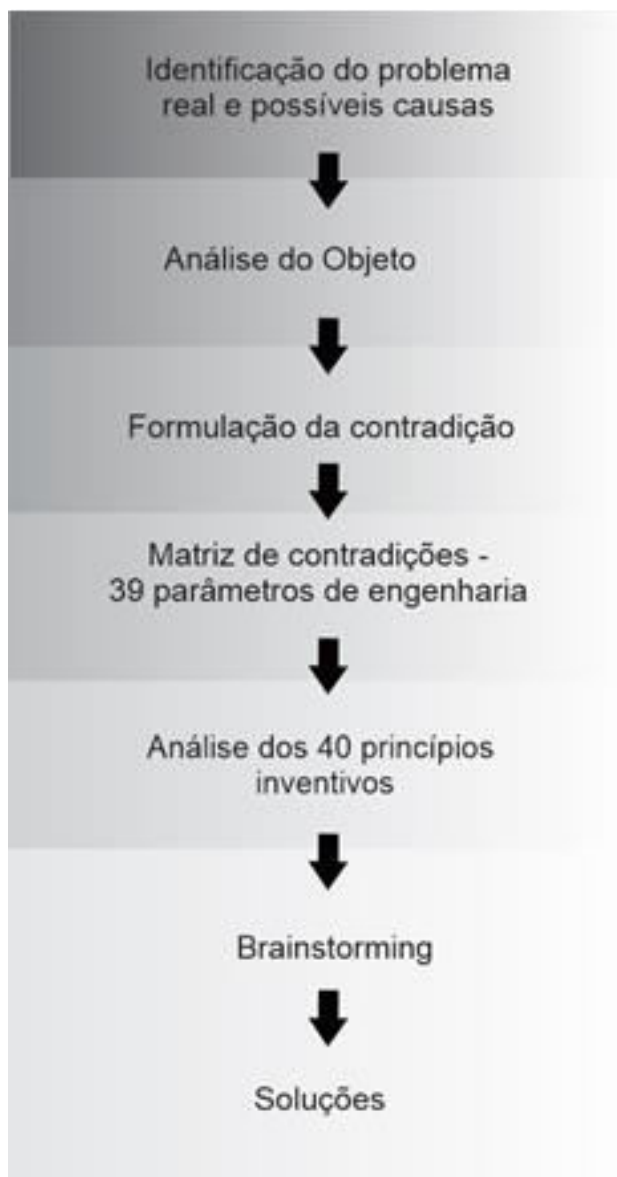 Identificação do problema
real e possíveis causas
Análise do Objeto
Formulação da contradição
Matriz de contradições -
39 parâmetros de engenharia
Análise dos 40 princípios
inventivos
Brainstorming
Soluções